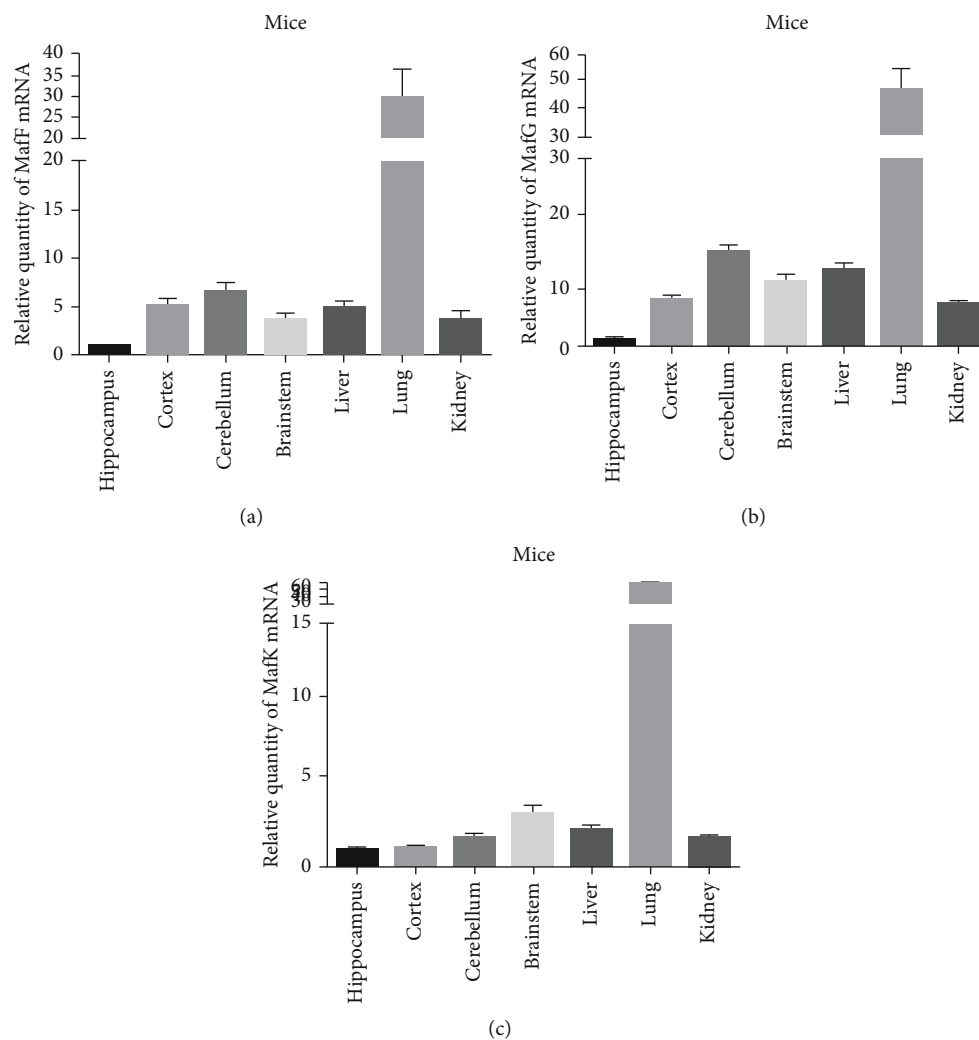 Mice
Relative quantity of MafF mRNA
40
35
30
25
20
20
15
10
5
0
Hippocampus
Cortex
Cerebellum
Brainstem
Liver
Lung
Kidney
(a)
Mice
Relative quantity of MafG mRNA
60
50
40
30
30
20
10
0
Hippocampus
Cortex
Cerebellum
Brainstem
Liver
Lung
Kidney
(b)
Mice
Relative quantity of MafK mRNA
60
30
15
10
5
0
Hippocampus
Cortex
Cerebellum
Brainstem
Liver
Lung
Kidney
(c)